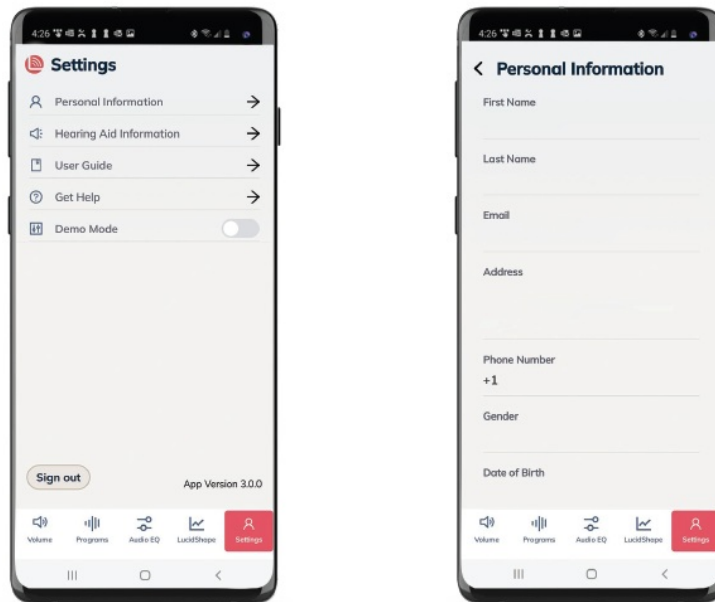 4:26
Settings
Personal Information
Hearing Aid Information
User Guide
Get Help
Demo Mode
Sign out
App Version 3.0.0
Volume Programs Audio EQ LucidShape Settings
4:26
Personal Information
First Name
Last Name
Email
Address
Phone Number
+1
Gender
Date of Birth
Volume Programs Audio EQ LucidShape Settings